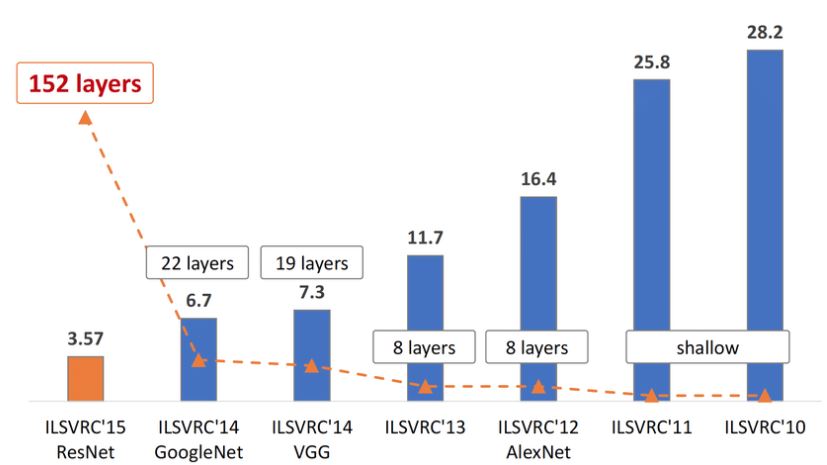 28.2
25.8
152 layers
16.4
11.7
22 layers
19 layers
7.3
6.7
3.57
8 layers
8 layers
shallow
ILSVRC'15
ResNet
ILSVRC'14
GoogleNet
ILSVRC'14
VGG
ILSVRC'13
ILSVRC'12
AlexNet
ILSVRC'11
ILSVRC'10